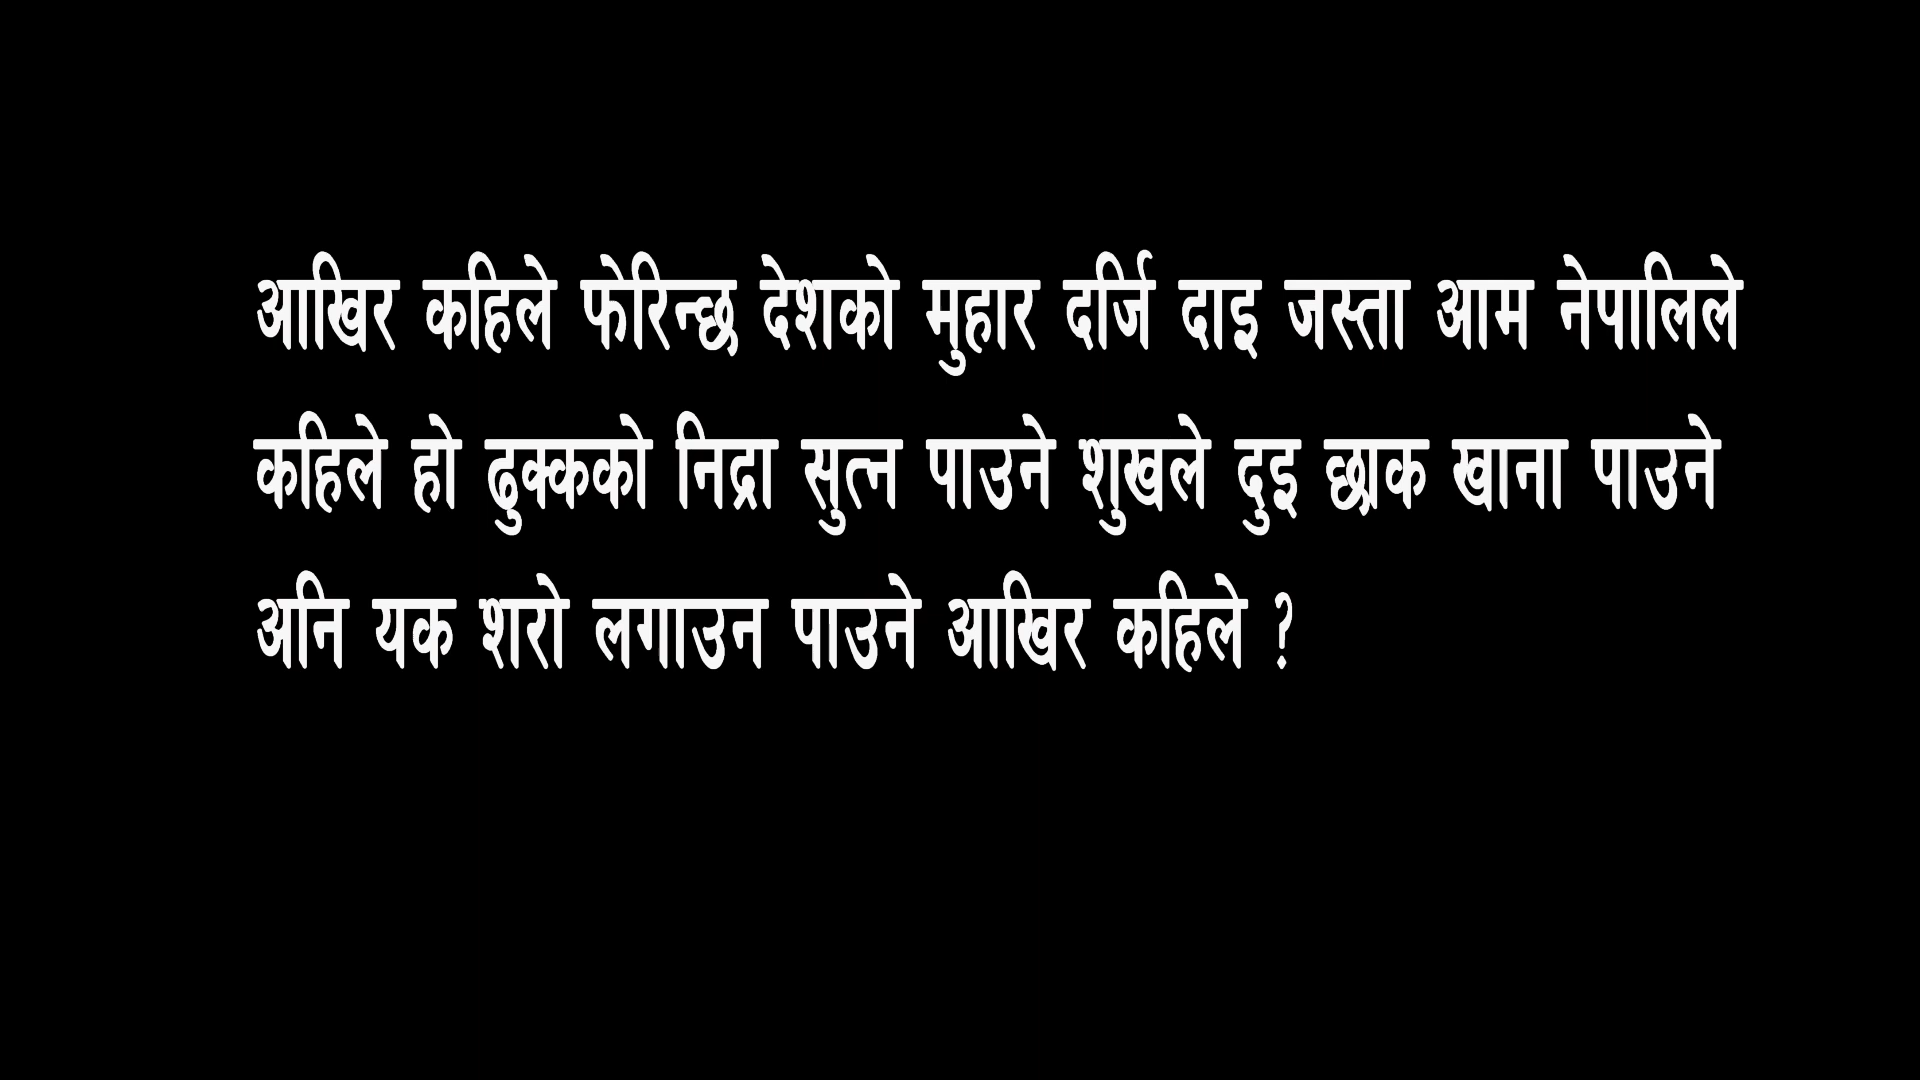 आखिर कहिले फेरिन्छ देशको मुहार दर्जि दाइ जस्ता आम नेपालिले
कहिले हो ढुक्कको निद्रा सुत्न पाउने शुखले दुइ छाक खाना पाउने
अनि यक शरो लगाउन पाउने आखिर कहिले ?